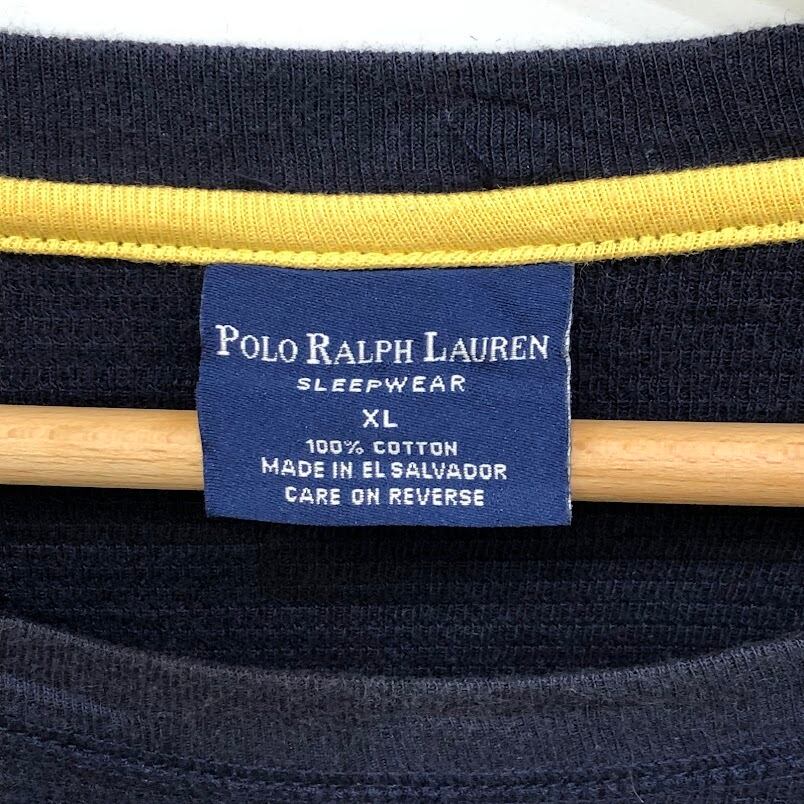 POLO RALPH LAUREN
SLEEPWEAR
XL
100% COTTON
MADE IN EL SALVADOR
CARE ON REVERSE